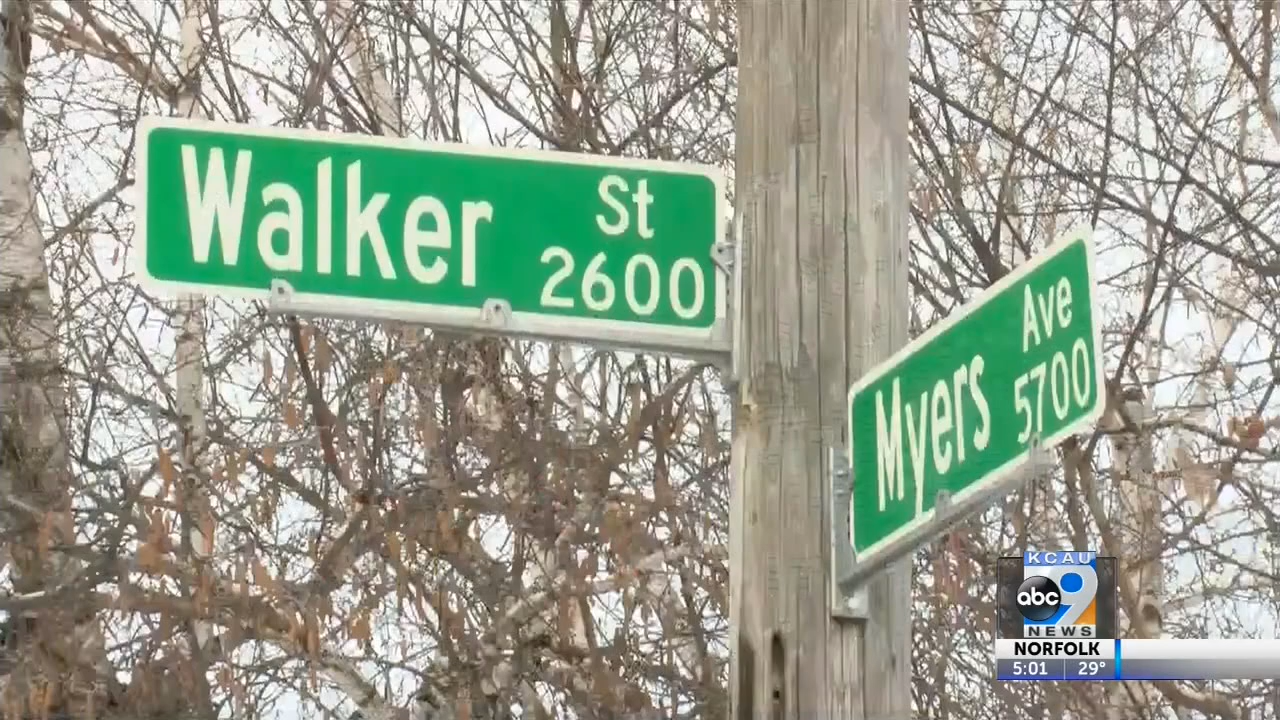 Walker St
2600
Myers Ave
5700
KCAU
abc 9
NEWS
NORFOLK
5:01 29°